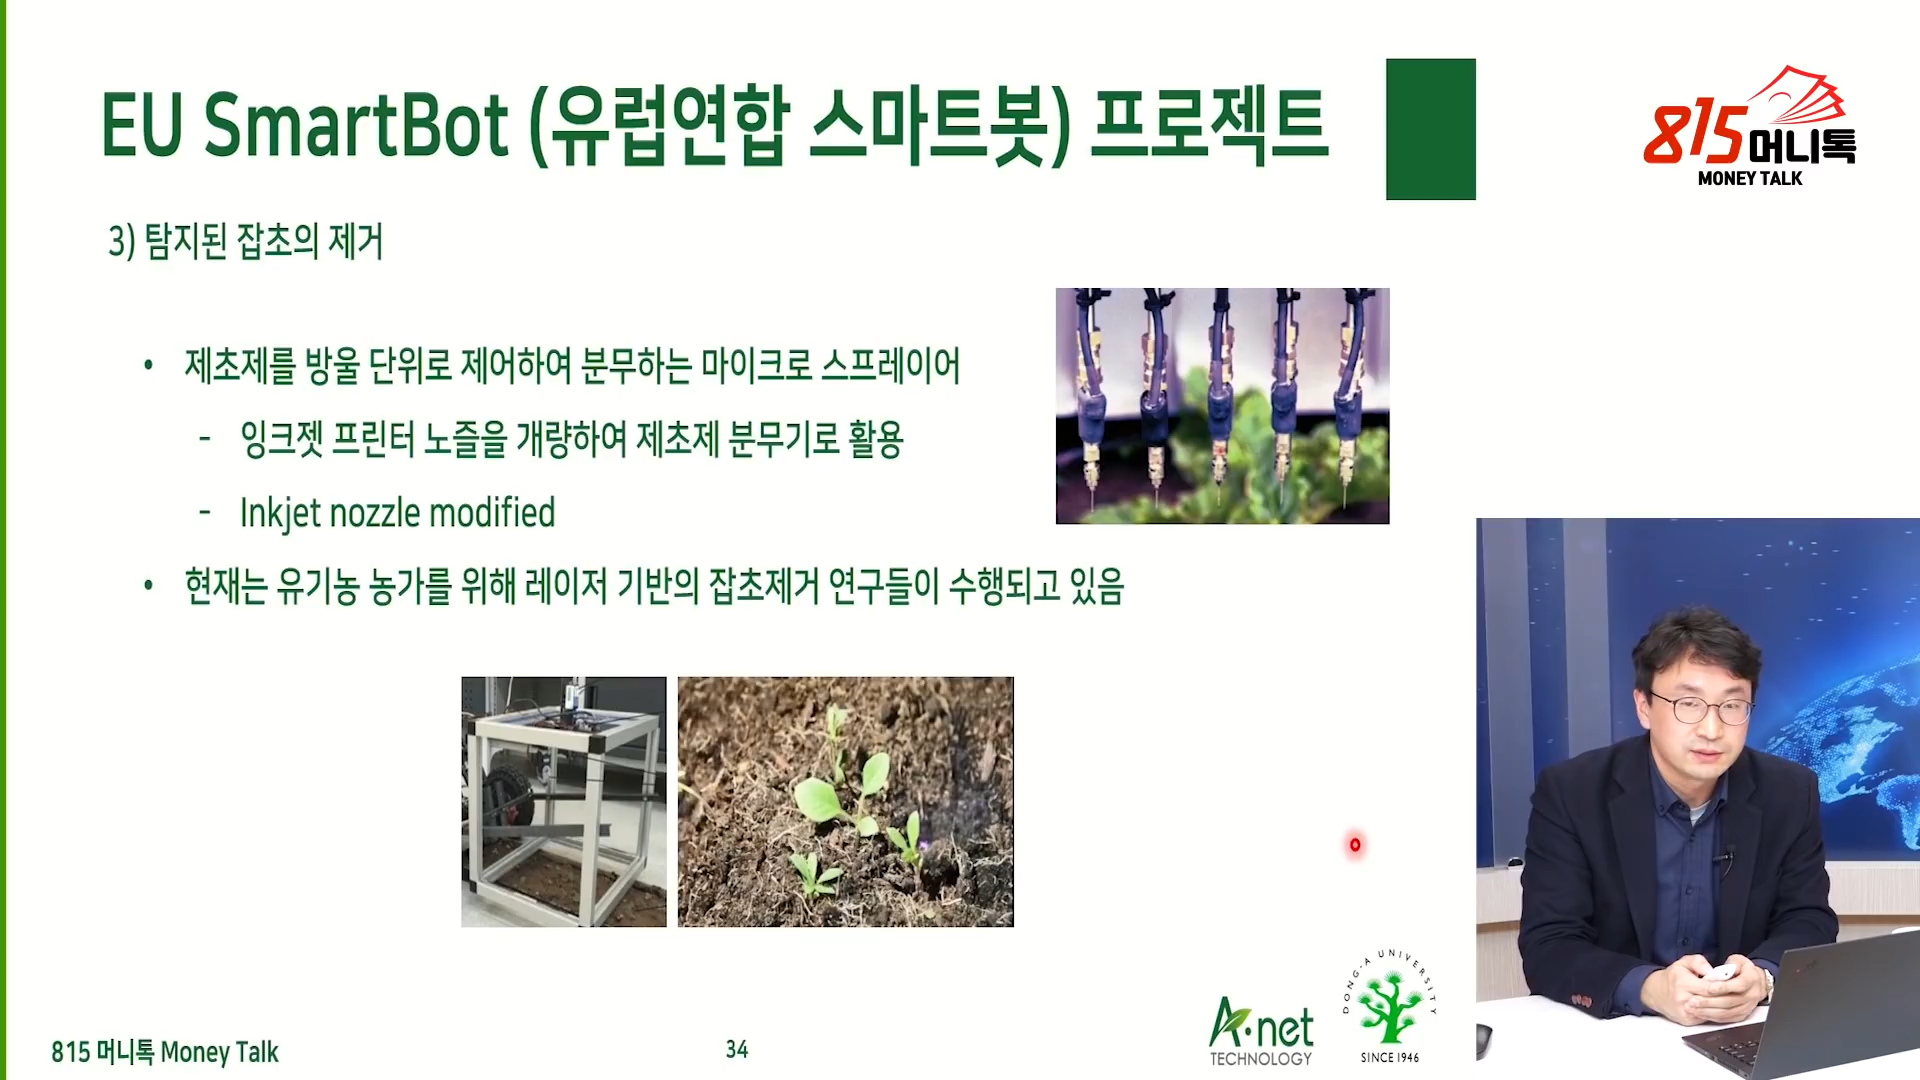 EU SmartBot (유럽연합 스마트봇) 프로젝트
815머니톡
MONEY TALK
3) 탐지된 잡초의 제거
• 제초제를 방울 단위로 제어하여 분무하는 마이크로 스프레이어
- 잉크젯 프린터 노즐을 개량하여 제초제 분무기로 활용
- Inkjet nozzle modified
• 현재는 유기농 농가를 위해 레이저 기반의 잡초제거 연구들이 수행되고 있음
815 머니톡 Money Talk
34
A·net
TECHNOLOGY
DONG-A UNIVERSITY
SINCE 1946